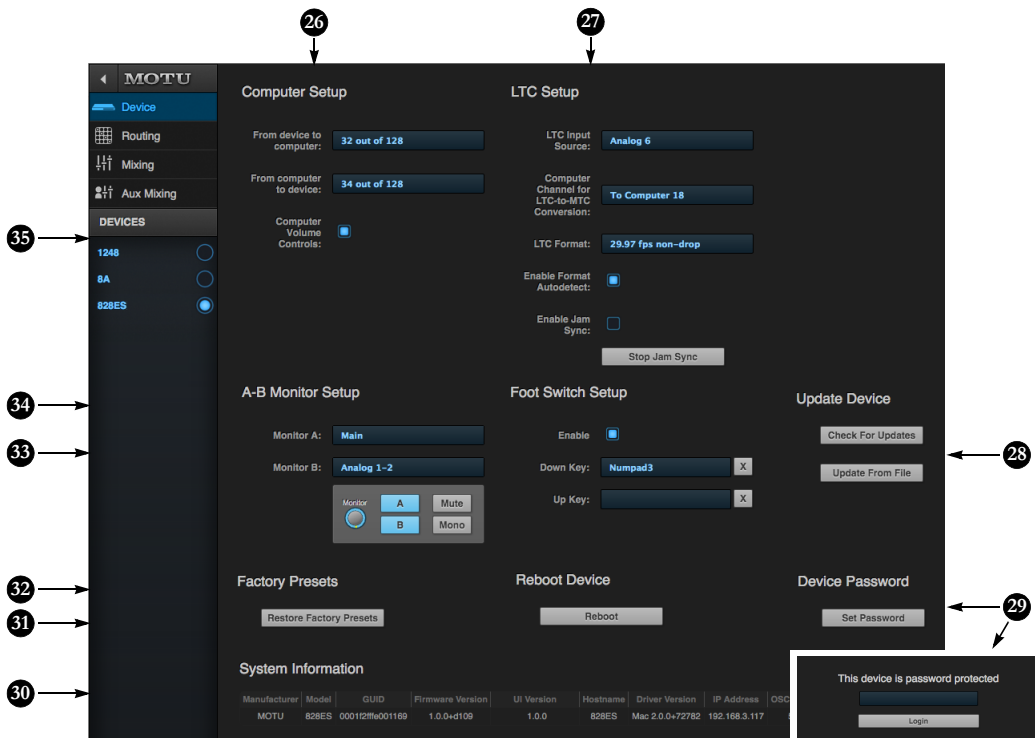 26
27
MOTU
Device
Routing
Mixing
Aux Mixing
DEVICES
35
1248
8A
828ES
34
33
32
31
30
Computer Setup
From device to
computer:
32 out of 128
From computer
to device:
34 out of 128
Computer
Volume
Controls:
LTC Setup
LTC Input
Source:
Analog 6
Computer
Channel for
LTC-to-MTC
Conversion:
To Computer 18
LTC Format:
29.97 fps non-drop
Enable Format
Autodetect:
Enable Jam
Sync:
Stop Jam Sync
A-B Monitor Setup
Monitor A:
Main
Monitor B:
Analog 1-2
Monitor
A
Mute
B
Mono
Foot Switch Setup
Enable
Down Key:
Numpad3
X
Up Key:
X
Update Device
Check For Updates
Update From File
28
Factory Presets
Restore Factory Presets
Reboot Device
Reboot
Device Password
Set Password
29
System Information
Manufacturer Model GUID Firmware Version Ui Version Hostname Driver Version IP Address OSC
MOTU 828ES 0001f2fffe001169 1.0.0+d109 1.0.0 828ES Mac 2.0.0+72782 192.168.3.117
This device is password protected
Login